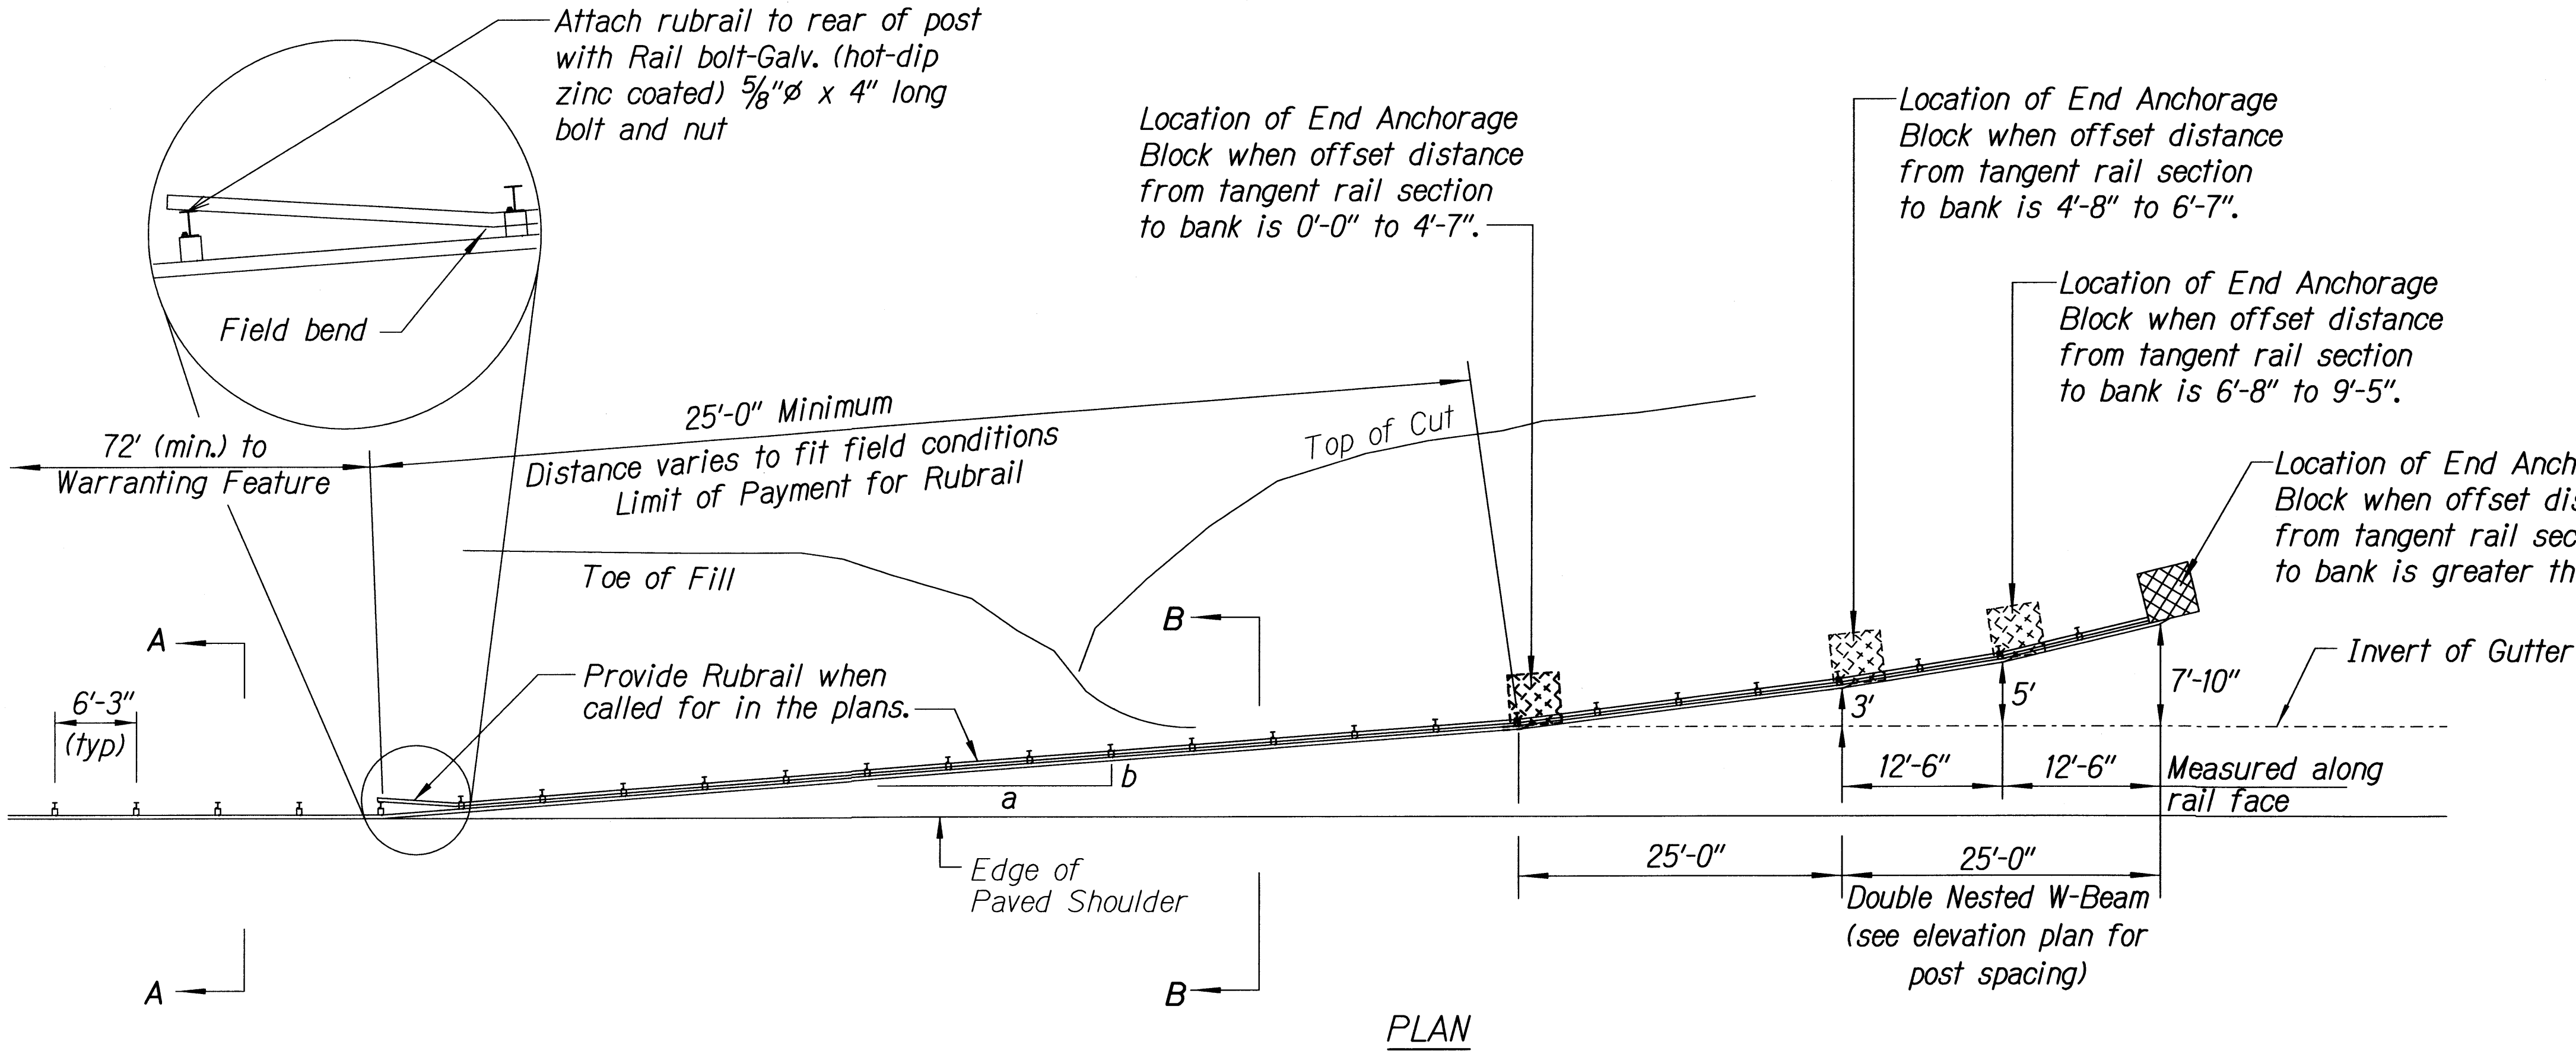 Attach rubrail to rear of post
with Rail bolt-Galv. (hot-dip
zinc coated) 5/8"ø x 4" long
bolt and nut
Field bend
Location of End Anchorage
Block when offset distance
from tangent rail section
to bank is 0'-0" to 4'-7".
Location of End Anchorage
Block when offset distance
from tangent rail section
to bank is 4'-8" to 6'-7".
Location of End Anchorage
Block when offset distance
from tangent rail section
to bank is 6'-8" to 9'-5".
Location of End Anch
Block when offset dis
from tangent rail sec
to bank is greater th
72' (min.) to
Warranting Feature
25'-0" Minimum
Distance varies to fit field conditions
Limit of Payment for Rubrail
Top of Cut
Toe of Fill
A
B
6'-3"
(typ)
Provide Rubrail when
called for in the plans.
Invert of Gutter
3'
5'
7'-10"
b
a
12'-6"
12'-6"
Measured along
rail face
Edge of
Paved Shoulder
25'-0"
25'-0"
Double Nested W-Beam
(see elevation plan for
post spacing)
A
B
PLAN